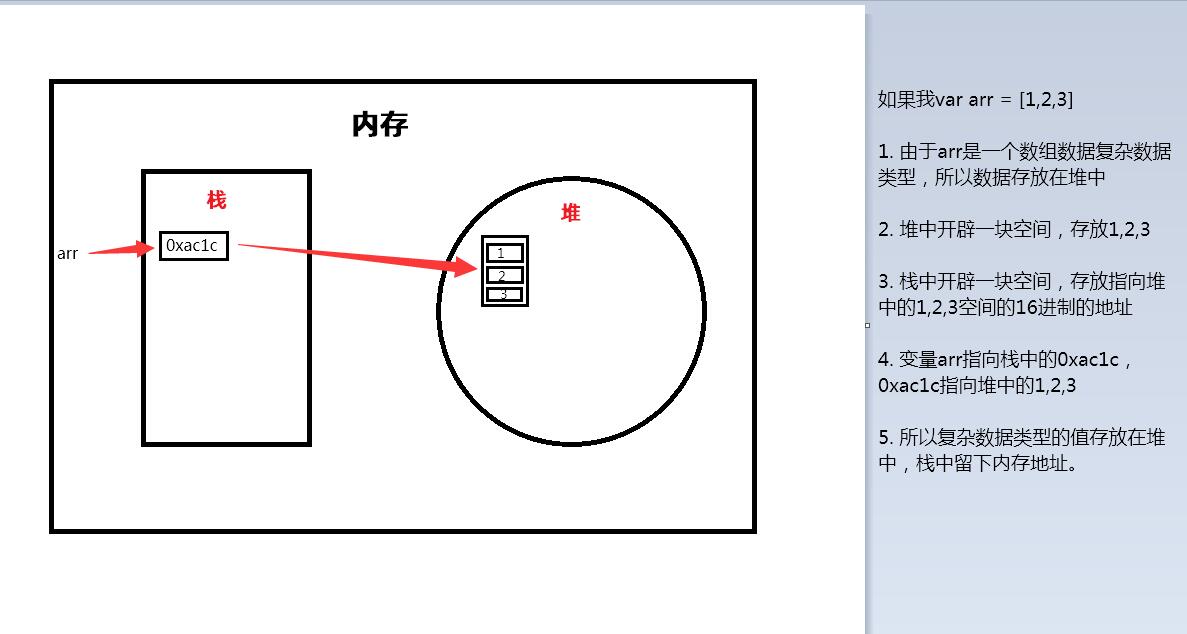 内存
栈
堆
arr
0xac1c
1
2
3
如果我var arr = [1,2,3]
1. 由于arr是一个数组数据复杂数据
类型，所以数据存放在堆中
2. 堆中开辟一块空间，存放1,2,3
3. 栈中开辟一块空间，存放指向堆
中的1,2,3空间的16进制的地址
4. 变量arr指向栈中的0xac1c，
0xac1c指向堆中的1,2,3
5. 所以复杂数据类型的值存放在堆
中，栈中留下内存地址。